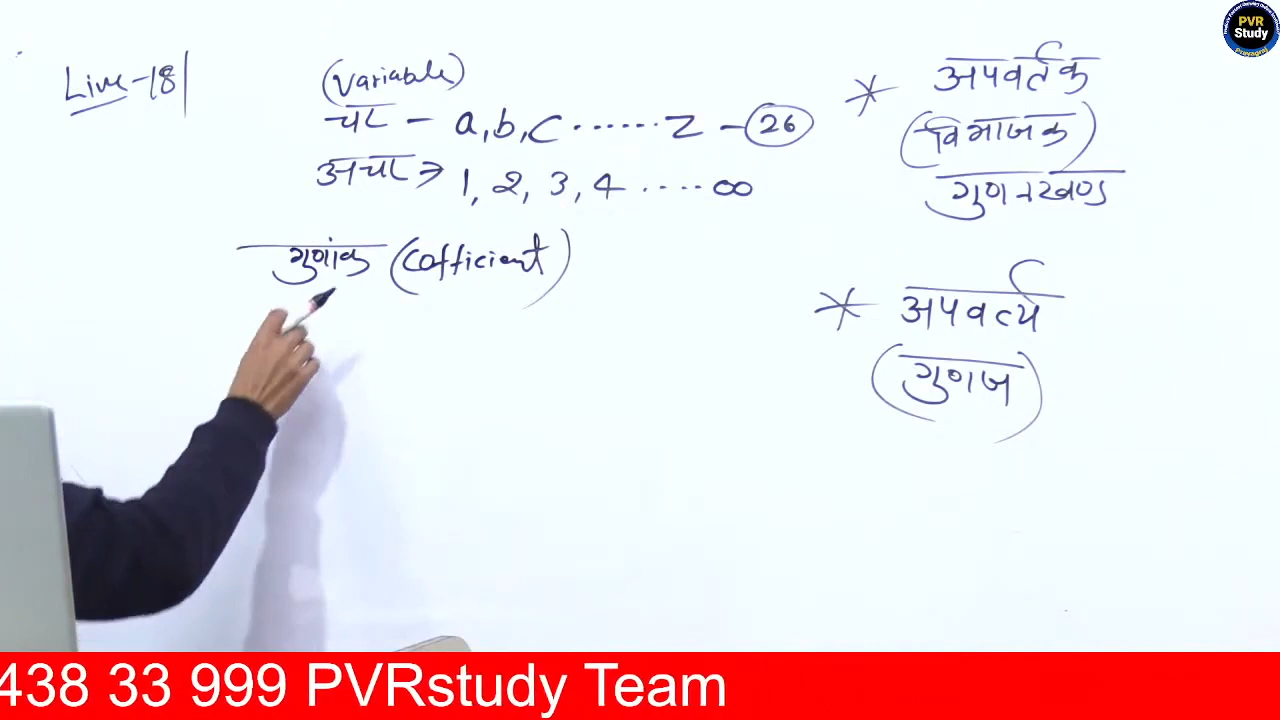 Live-18
(Variable)
चर - a, b, c ...... z - 26
अचर → 1, 2, 3, 4 .... ∞
गुणांक (Cofficient)
* अपवर्तक
(विभाजक)
गुणनखण्ड
* अपवर्त्य
(गुणज)
PVR
Study
Prayagraj
438 33 999 PVRstudy Team